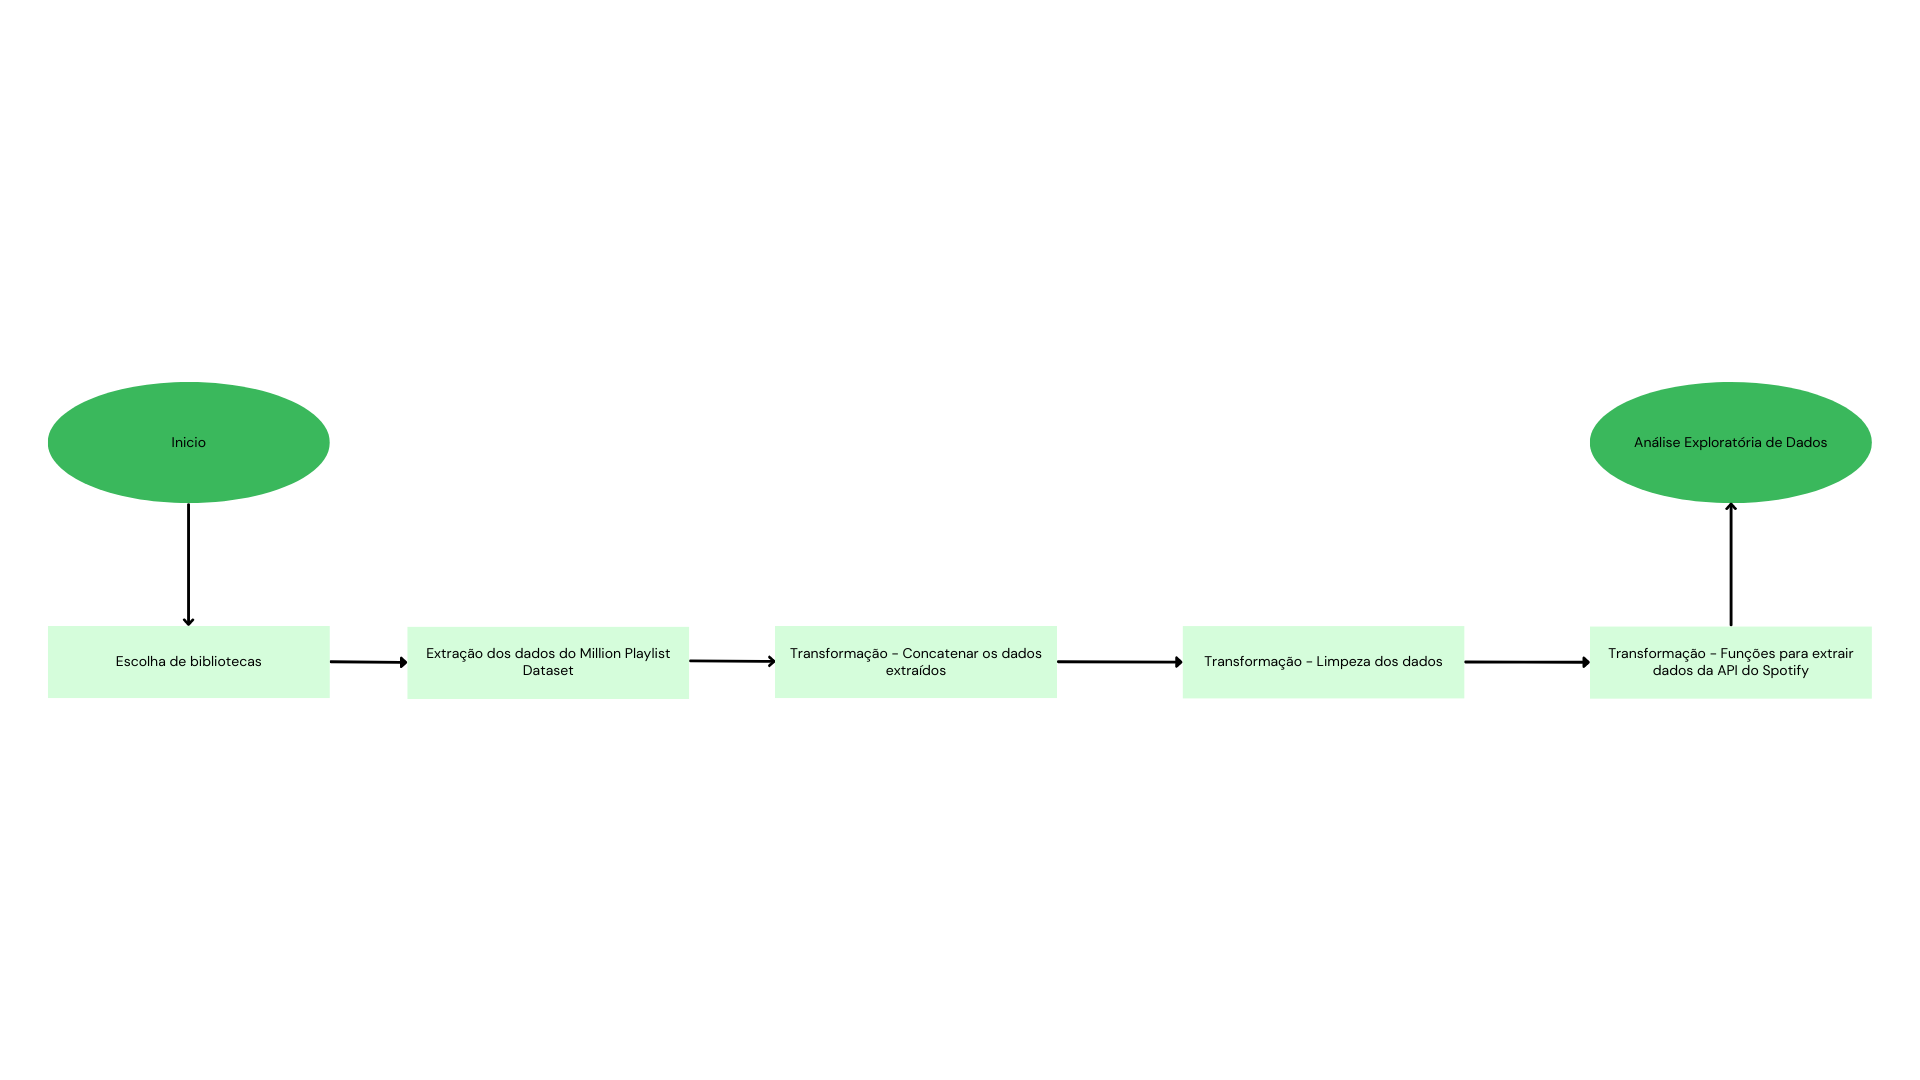 Inicio
Análise Exploratória de Dados
Escolha de bibliotecas
Extração dos dados do Million Playlist
Dataset
Transformação - Concatenar os dados
extraídos
Transformação - Limpeza dos dados
Transformação - Funções para extrair
dados da API do Spotify